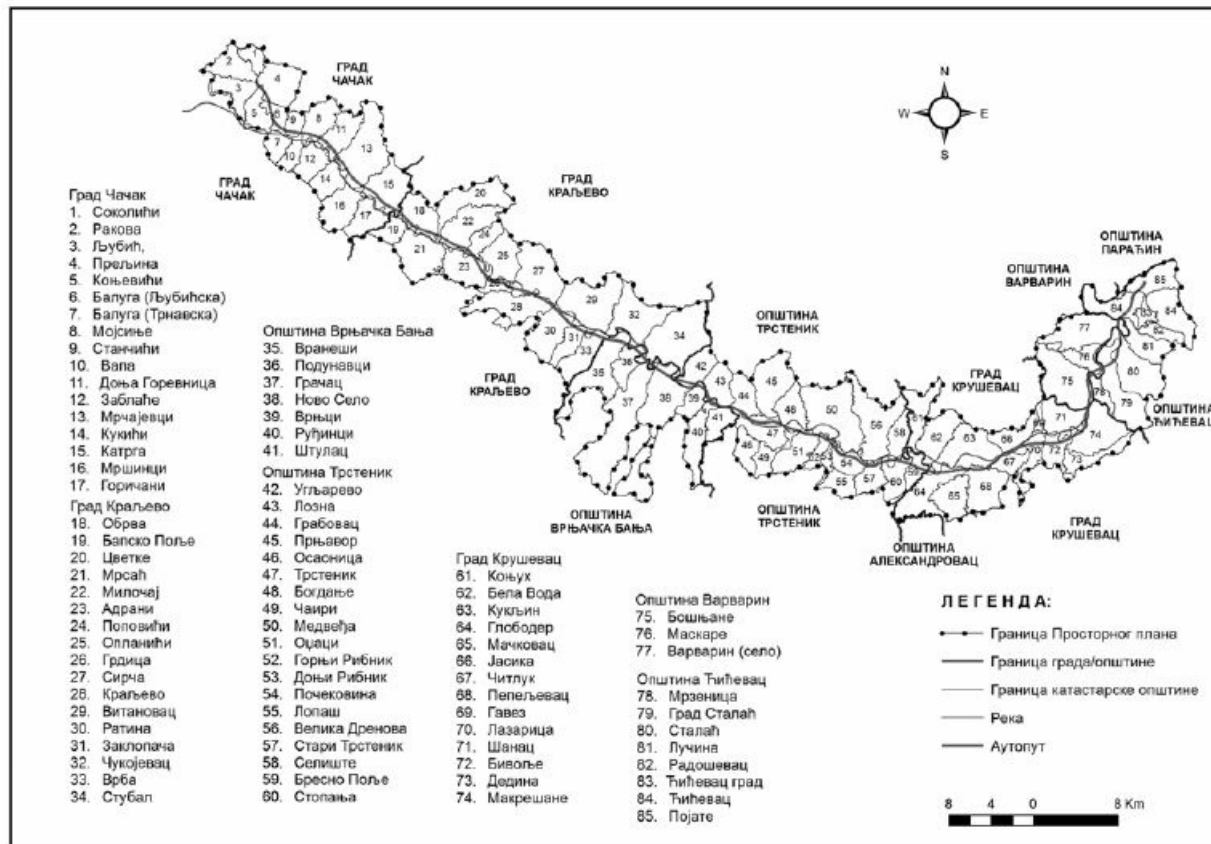 ГРАД
ЧАЧАК
N
W
E
S
ГРАД
ЧАЧАК
ГРАД
КРАЉЕВО
ОПШТИНА
ПАРАЋИН
ОПШТИНА
ВАРВАРИН
ОПШТИНА
ТРСТЕНИК
ГРАД
КРАЉЕВО
ГРАД
КРУШЕВАЦ
ОПШТИНА
ЋИЋЕВАЦ
ОПШТИНА
ВРЊАЧКА БАЊА
ОПШТИНА
ТРСТЕНИК
ОПШТИНА
АЛЕКСАНДРОВАЦ
ГРАД
КРУШЕВАЦ
Град Чачак
1. Соколићи
2. Ракова
3. Љубић,
4. Прељина
5. Коњевићи
6. Балуга (Љубићска)
7. Балуга (Трнавска)
8. Мојсиње
9. Станчићи
10. Вапа
11. Доња Горевница
12. Заблаће
13. Мрчајевци
14. Кукићи
15. Катрга
16. Мршинци
17. Горичани
Град Краљево
18. Обрва
19. Бапско Поље
20. Цветке
21. Мрсаћ
22. Милочај
23. Адрани
24. Поповићи
25. Опланићи
26. Грдица
27. Сирча
28. Краљево
29. Витановац
30. Ратина
31. Заклопача
32. Чукојевац
33. Врба
34. Стубал
Општина Врњачка Бања
35. Вранеши
36. Подунавци
37. Грачац
38. Ново Село
39. Врњци
40. Руђинци
41. Штулац
Општина Трстеник
42. Угљарево
43. Лозна
44. Грабовац
45. Прњавор
46. Осаоница
47. Трстеник
48. Богдање
49. Чаири
50. Медвеђа
51. Оџаци
52. Горњи Рибник
53. Доњи Рибник
54. Почековина
55. Лопаш
56. Велика Дренова
57. Стари Трстеник
58. Селиште
59. Бресно Поље
60. Стопања
Град Крушевац
61. Коњух
62. Бела Вода
63. Кукљин
64. Глободер
65. Мачковац
66. Јасика
67. Читлук
68. Пепељевац
69. Гавез
70. Лазарица
71. Шанац
72. Бивоље
73. Дедина
74. Макрешане
Општина Варварин
75. Бошњане
76. Маскаре
77. Варварин (село)
Општина Ћићевац
78. Мрзеница
79. Град Сталаћ
80. Сталаћ
81. Лучина
82. Радошевац
83. Ћићевац град
84. Ћићевац
85. Појате
ЛЕГЕНДА:
Граница Просторног плана
Граница града/општине
Граница катастарске општине
Река
Аутопут
8 4 0 8 Km